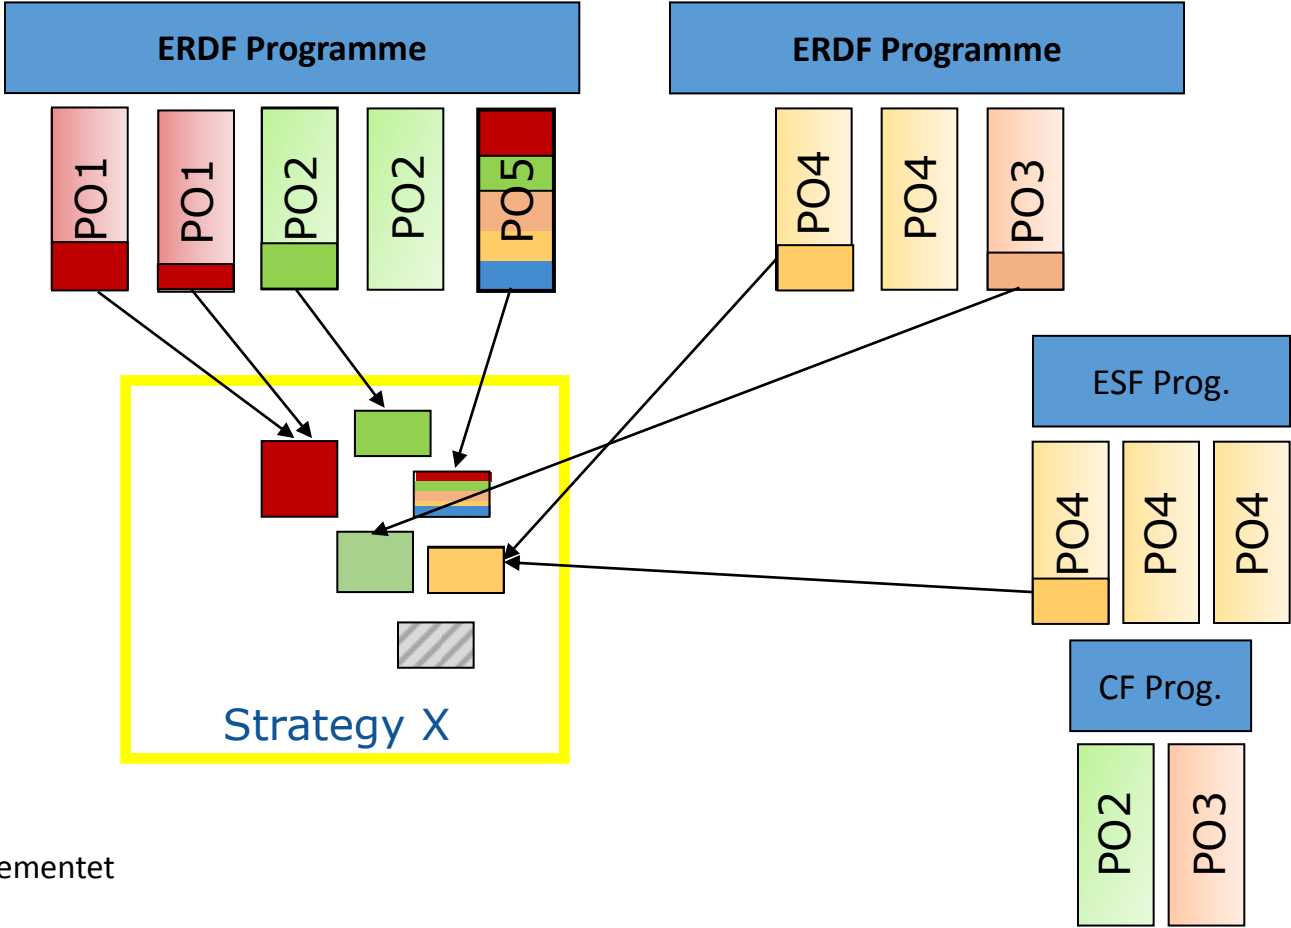 ERDF Programme
ERDF Programme
PO1
PO1
PO2
PO2
PO5
PO4
PO4
PO3
ESF Prog.
PO4
PO4
PO4
CF Prog.
Strategy X
PO2
PO3
ementet